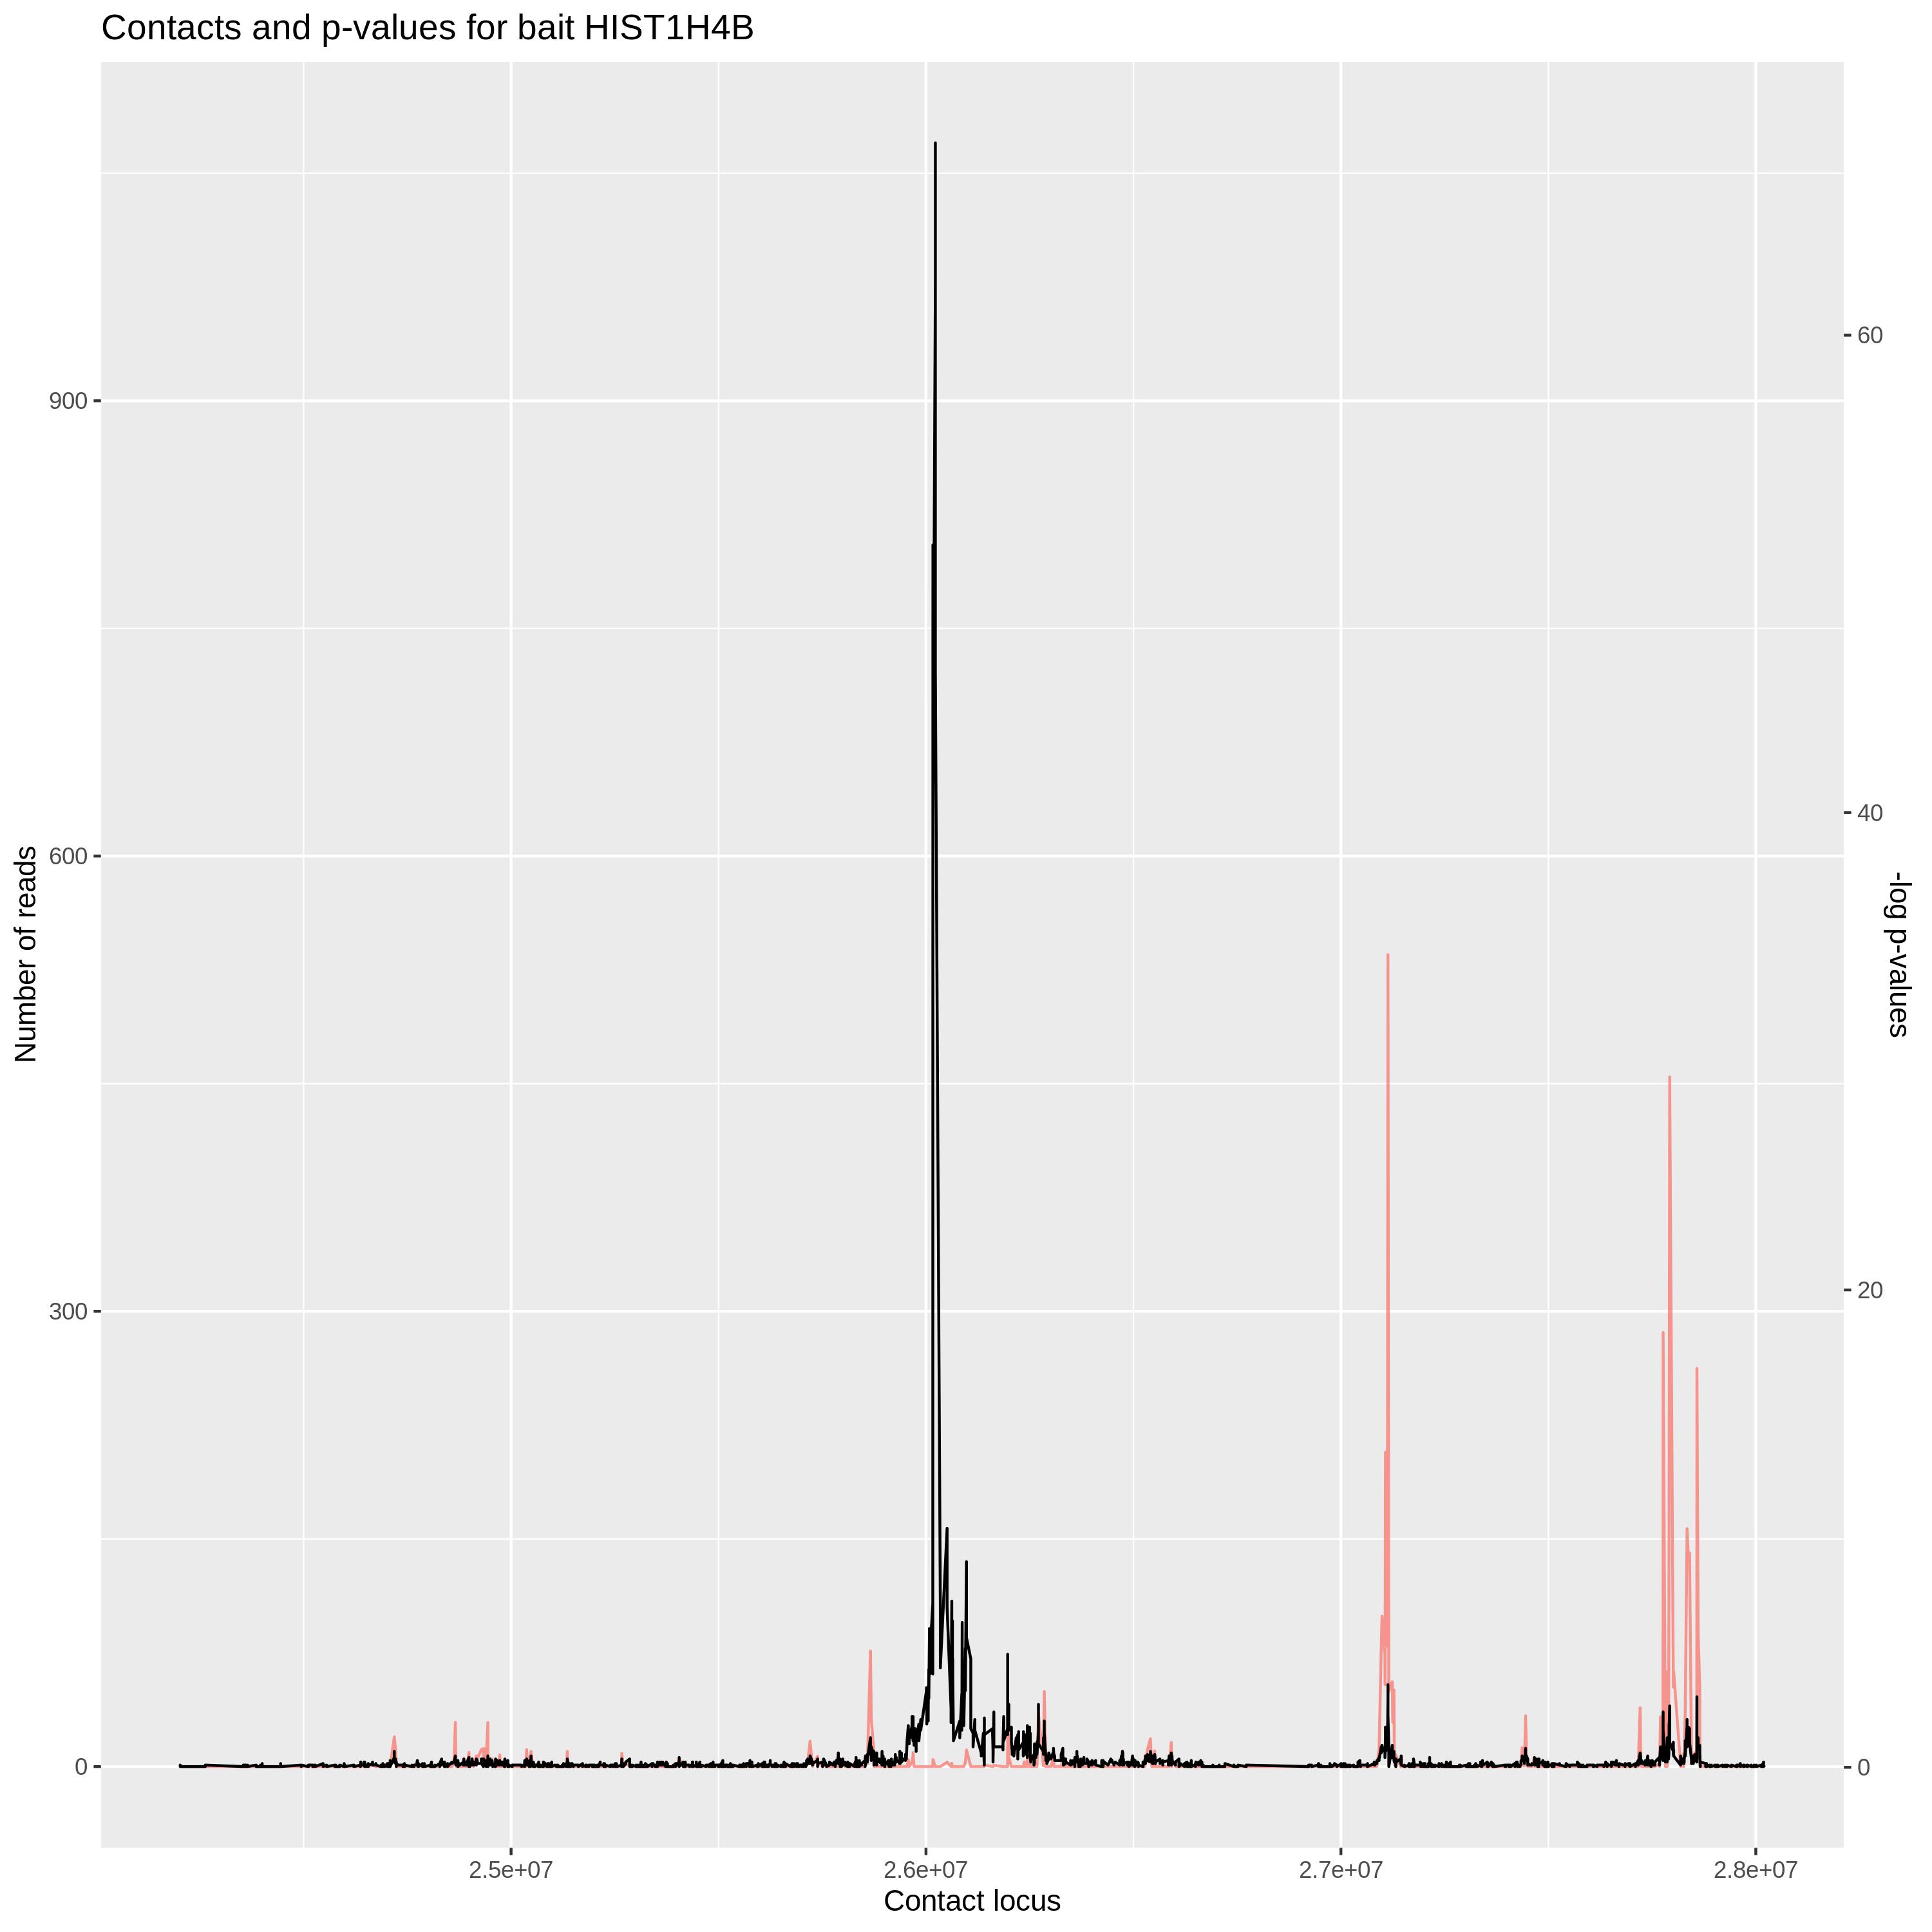 Contacts and p-values for bait HIST1H4B
Number of reads
900
600
300
0
60
40
20
0
-log p-values
2.5e+07
2.6e+07
2.7e+07
2.8e+07
Contact locus